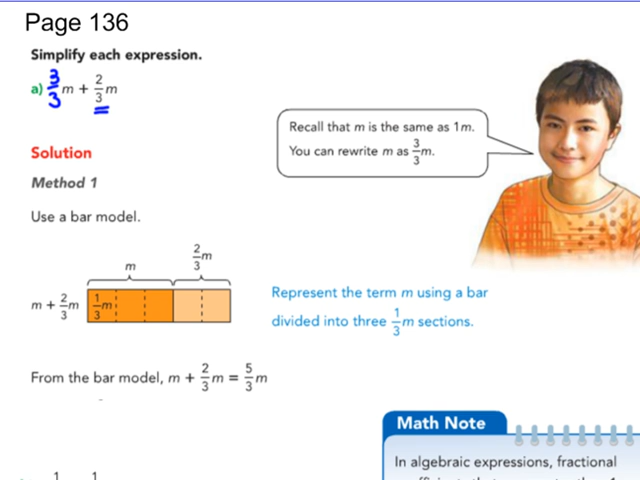 Page 136
Simplify each expression.
a) 3/3 m + 2/3 m
Recall that m is the same as 1m.
You can rewrite m as 3/3 m.
Solution
Method 1
Use a bar model.
m
2/3 m
m + 2/3 m
1/3 m
Represent the term m using a bar
divided into three 1/3 m sections.
From the bar model, m + 2/3 m = 5/3 m
Math Note
In algebraic expressions, fractional
1 1